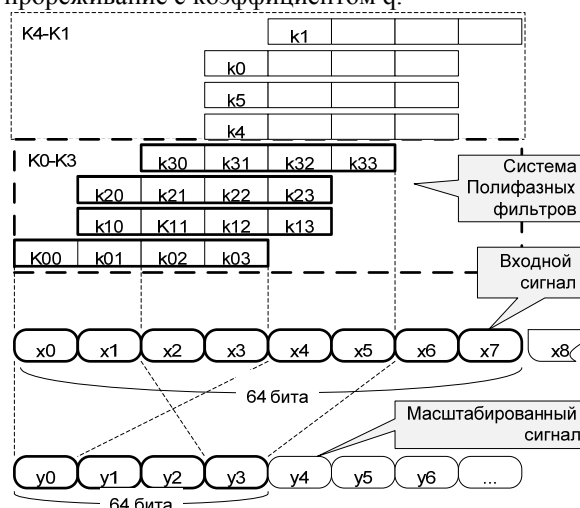 прореживание с коэффициентом q.
K4-K1
k1
k0
k5
k4
K0-K3
k30 k31 k32 k33
k20 k21 k22 k23
k10 K11 k12 k13
K00 k01 k02 k03
Система
Полифазных
фильтров
Входной
сигнал
x0 x1 x2 x3 x4 x5 x6 x7 x8
64 бита
Масштабированный
сигнал
y0 y1 y2 y3 y4 y5 y6 ...
64 бита